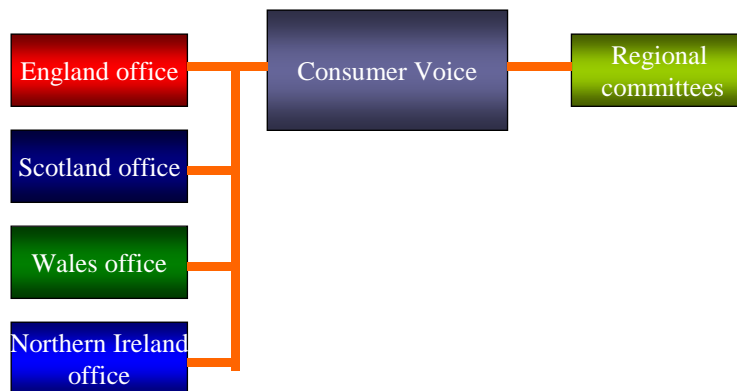 England office
Consumer Voice
Regional
committees
Scotland office
Wales office
Northern Ireland
office